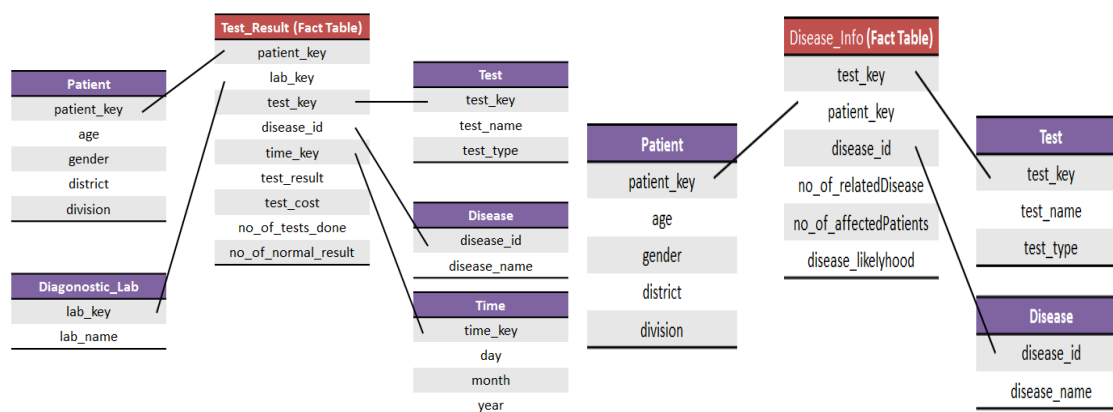 Test_Result (Fact Table)
patient_key
lab_key
test_key
disease_id
time_key
test_result
test_cost
no_of_tests_done
no_of_normal_result
Patient
patient_key
age
gender
district
division
Diagonostic_Lab
lab_key
lab_name
Test
test_key
test_name
test_type
Disease
disease_id
disease_name
Time
time_key
day
month
year
Disease_Info (Fact Table)
test_key
patient_key
disease_id
no_of_relatedDisease
no_of_affectedPatients
disease_likelyhood
Patient
patient_key
age
gender
district
division
Test
test_key
test_name
test_type
Disease
disease_id
disease_name